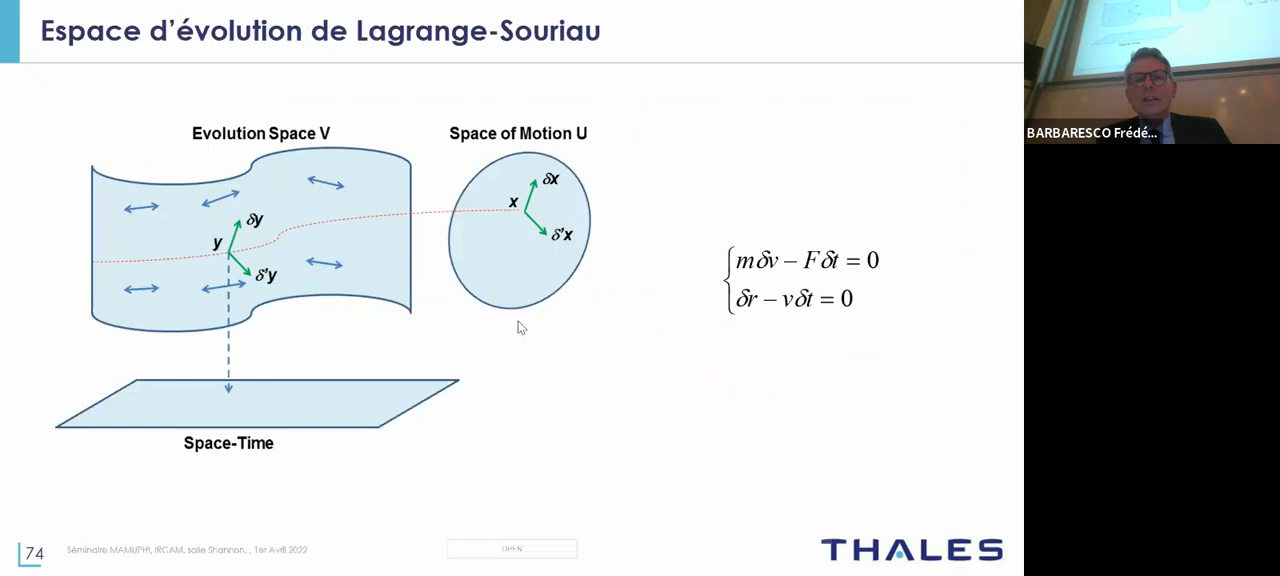 Espace d’évolution de Lagrange-Souriau
Evolution Space V
Space of Motion U
δx
x
δ'x
δy
y
δ'y
mδv − Fδt = 0
δr − vδt = 0
Space-Time
BARBARESCO Frédé...
74
Séminaire MAMUPHI, IRCAM, salle Shannon, , 1er Avril 2022
OPEN
THALES